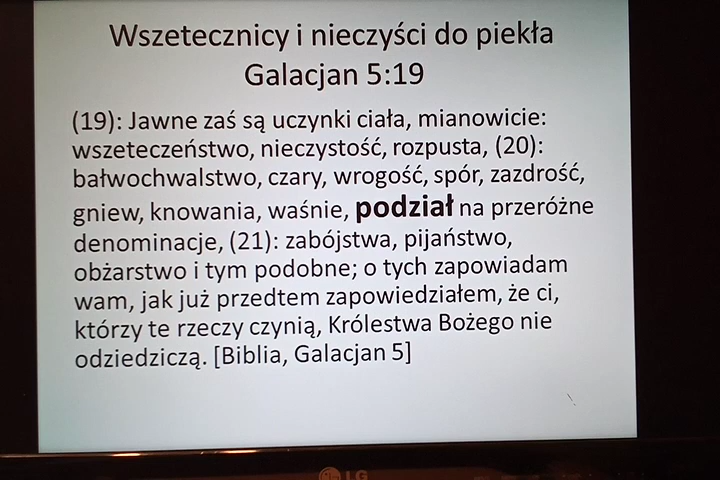 Wszetecznicy i nieczyści do piekła
Galacjan 5:19
(19): Jawne zaś są uczynki ciała, mianowicie:
wszeteczeństwo, nieczystość, rozpusta, (20):
bałwochwalstwo, czary, wrogość, spór, zazdrość,
gniew, knowania, waśnie, podział na przeróżne
denominacje, (21): zabójstwa, pijaństwo,
obżarstwo i tym podobne; o tych zapowiadam
wam, jak już przedtem zapowiedziałem, że ci,
którzy te rzeczy czynią, Królestwa Bożego nie
odziedziczą. [Biblia, Galacjan 5]
LG